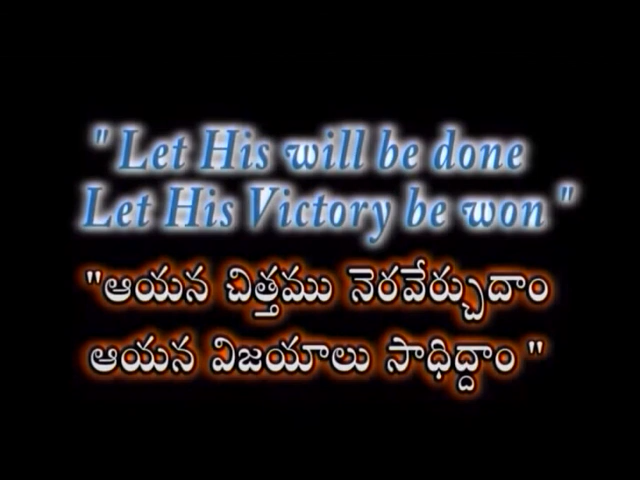 " Let His will be done
Let His Victory be won "
"ఆయన చిత్తము నెరవేర్చుదాం
ఆయన విజయాలు సాధిద్దాం "